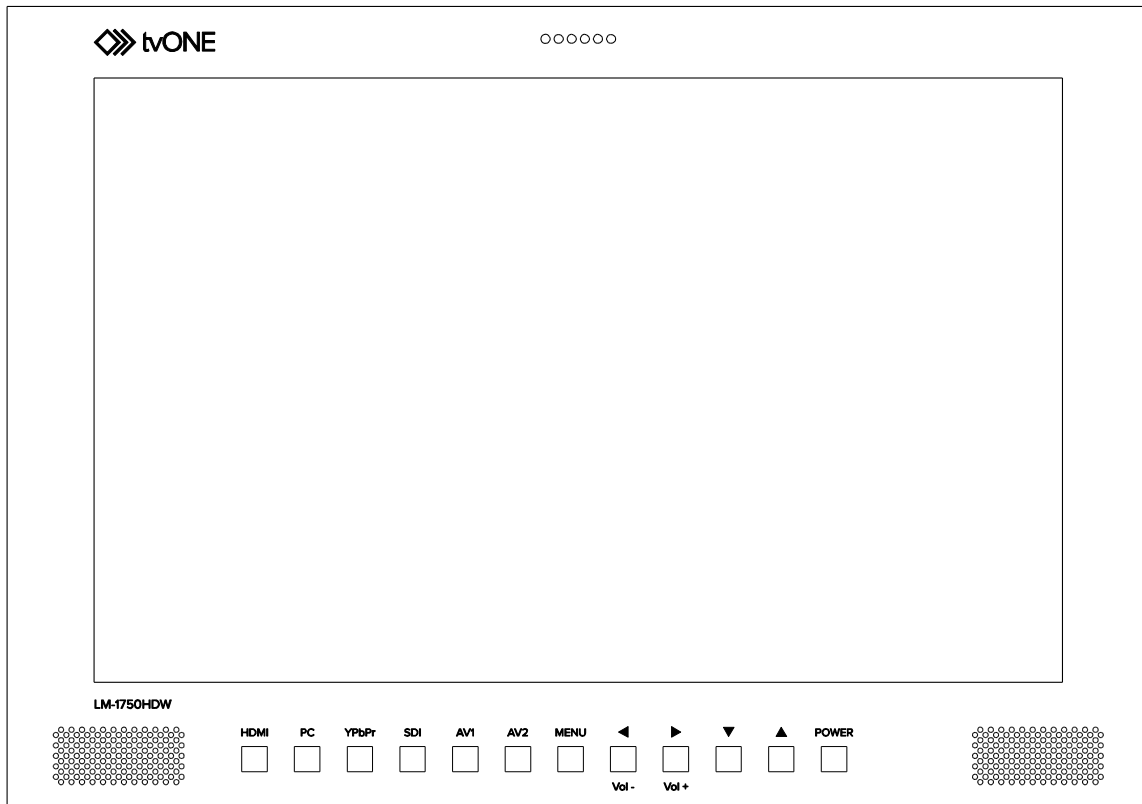 tvONE
LM-1750HDW
HDMI PC YPbPr SDI AV1 AV2 MENU ◀ ▶ ▼ ▲ POWER
Vol - Vol +